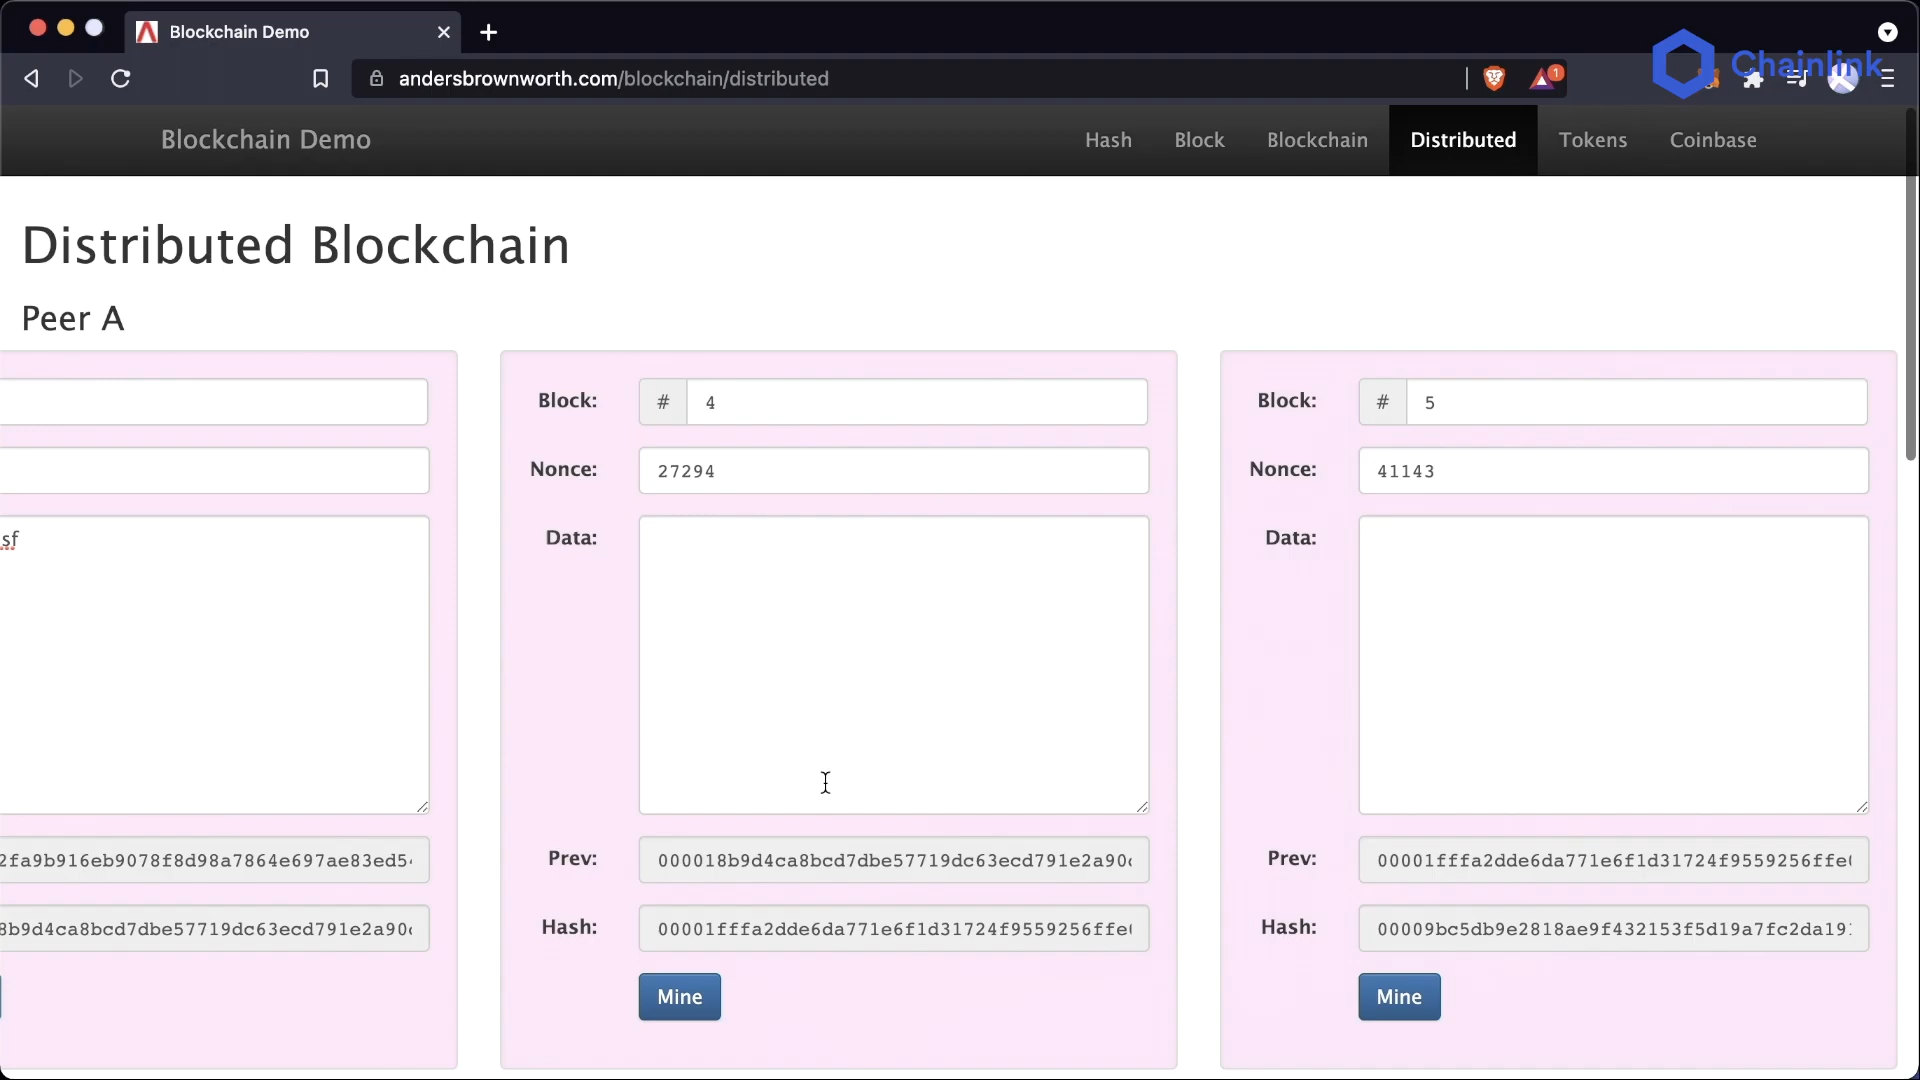 Blockchain Demo
andersbrownworth.com/blockchain/distributed
1
Chainlink
Blockchain Demo
Hash
Block
Blockchain
Distributed
Tokens
Coinbase
Distributed Blockchain
Peer A
sf
2fa9b916eb9078f8d98a7864e697ae83ed5
8b9d4ca8bcd7dbe57719dc63ecd791e2a90
Block: # 4
Nonce: 27294
Data:
Prev: 000018b9d4ca8bcd7dbe57719dc63ecd791e2a90
Hash: 00001fffa2dde6da771e6f1d31724f9559256ffe
Mine
Block: # 5
Nonce: 41143
Data:
Prev: 00001fffa2dde6da771e6f1d31724f9559256ffe
Hash: 00009bc5db9e2818ae9f432153f5d19a7fc2da19
Mine